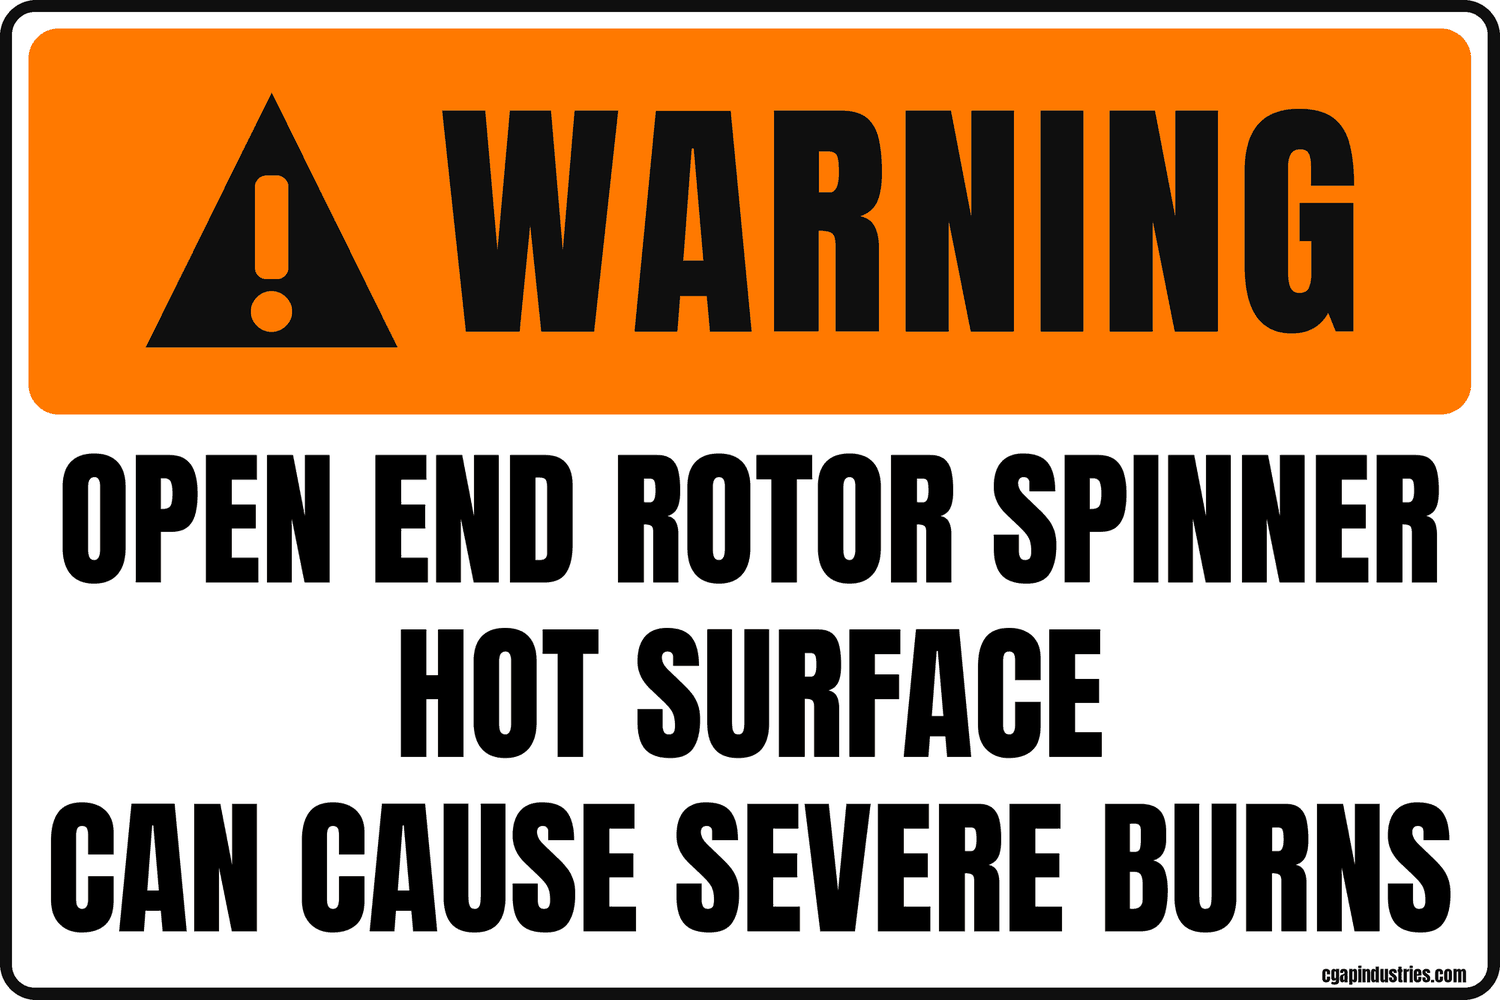 WARNING
OPEN END ROTOR SPINNER
HOT SURFACE
CAN CAUSE SEVERE BURNS
cgapindustries.com